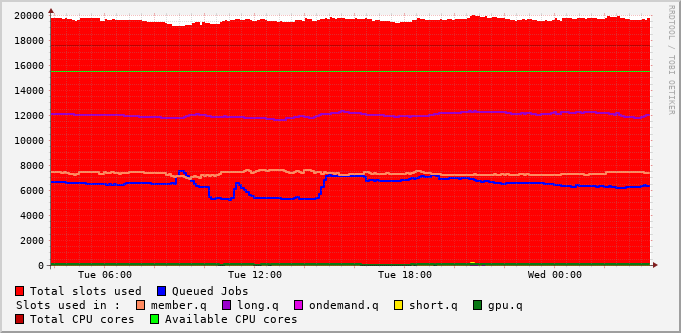 20000
18000
16000
14000
12000
10000
8000
6000
4000
2000
0
Tue 06:00 Tue 12:00 Tue 18:00 Wed 00:00
Total slots used Queued Jobs
Slots used in : member.q long.q ondemand.q short.q gpu.q
Total CPU cores Available CPU cores
RRDTOOL / TOBI OETIKER